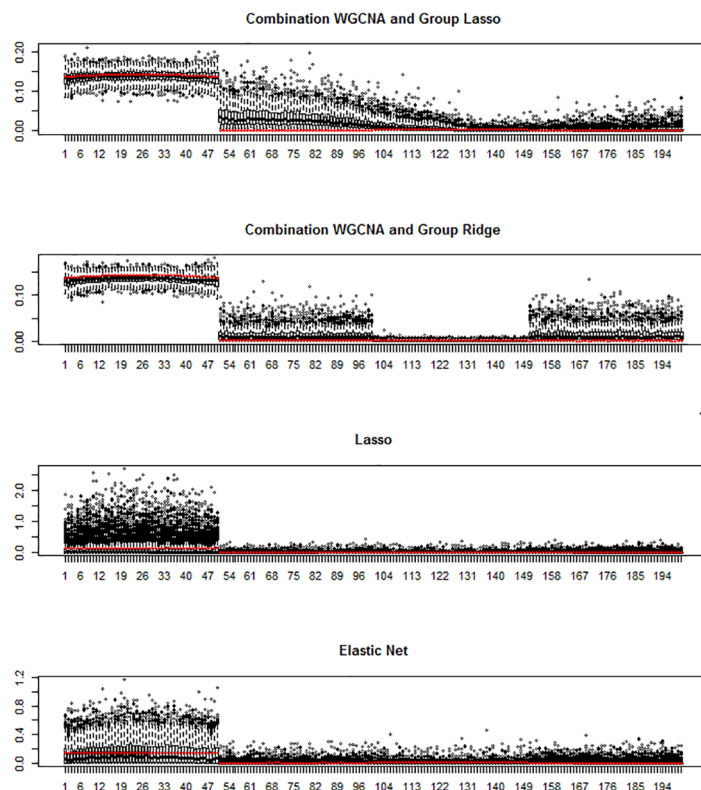 Combination WGCNA and Group Lasso
0.20
0.10
0.00
1 6 12 19 26 33 40 47 54 61 68 75 82 89 96 104 113 122 131 140 149 158 167 176 185 194
Combination WGCNA and Group Ridge
0.10
0.00
1 6 12 19 26 33 40 47 54 61 68 75 82 89 96 104 113 122 131 140 149 158 167 176 185 194
Lasso
2.0
1.0
0.0
1 6 12 19 26 33 40 47 54 61 68 75 82 89 96 104 113 122 131 140 149 158 167 176 185 194
Elastic Net
1.2
0.8
0.4
0.0
1 6 12 19 26 33 40 47 54 61 68 75 82 89 96 104 113 122 131 140 149 158 167 176 185 194